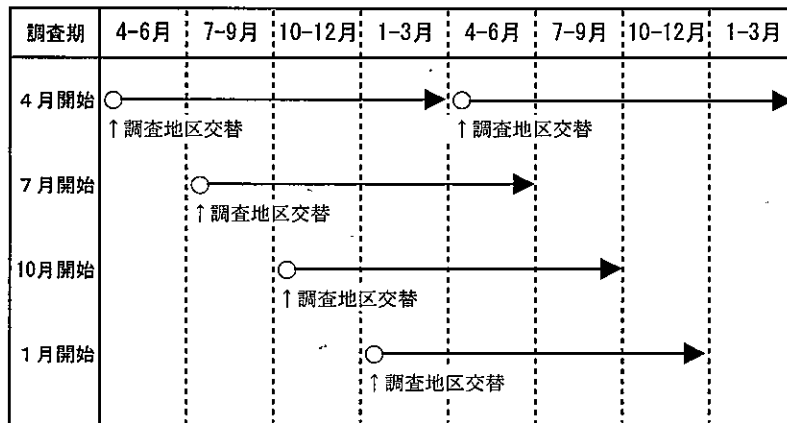 調査期 4-6月 7-9月 10-12月 1-3月 4-6月 7-9月 10-12月 1-3月
4月開始
↑調査地区交替 ↑調査地区交替
7月開始
↑調査地区交替
10月開始
↑調査地区交替
1月開始
↑調査地区交替